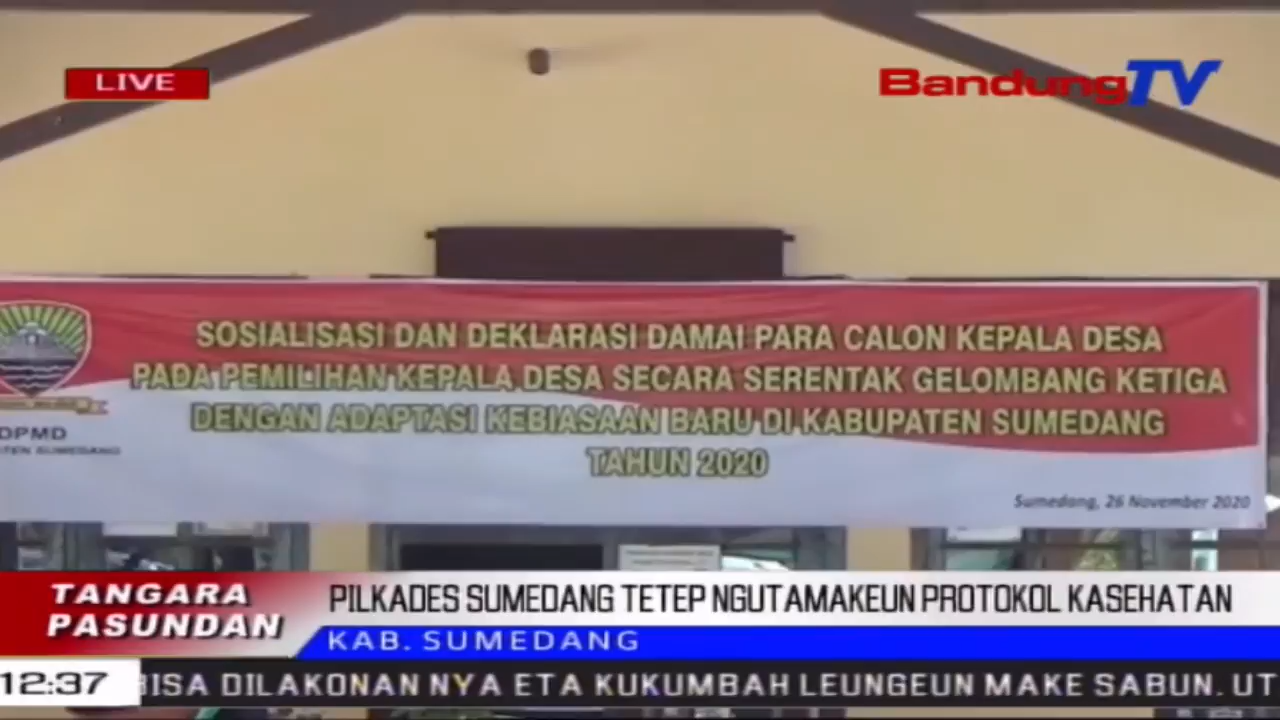 LIVE
BandungTV
SOSIALISASI DAN DEKLARASI DAMAI PARA CALON KEPALA DESA
PADA PEMILIHAN KEPALA DESA SECARA SERENTAK GELOMBANG KETIGA
DENGAN ADAPTASI KEBIASAAN BARU DI KABUPATEN SUMEDANG
TAHUN 2020
DPMD
SUMEDANG
Sumedang, 26 November 2020
TANGARA
PASUNDAN
PILKADES SUMEDANG TETEP NGUTAMAKEUN PROTOKOL KASEHATAN
KAB. SUMEDANG
12:37
BISA DILAKONAN NYA ETA KUKUMBAH LEUNGEUN MAKE SABUN. UT